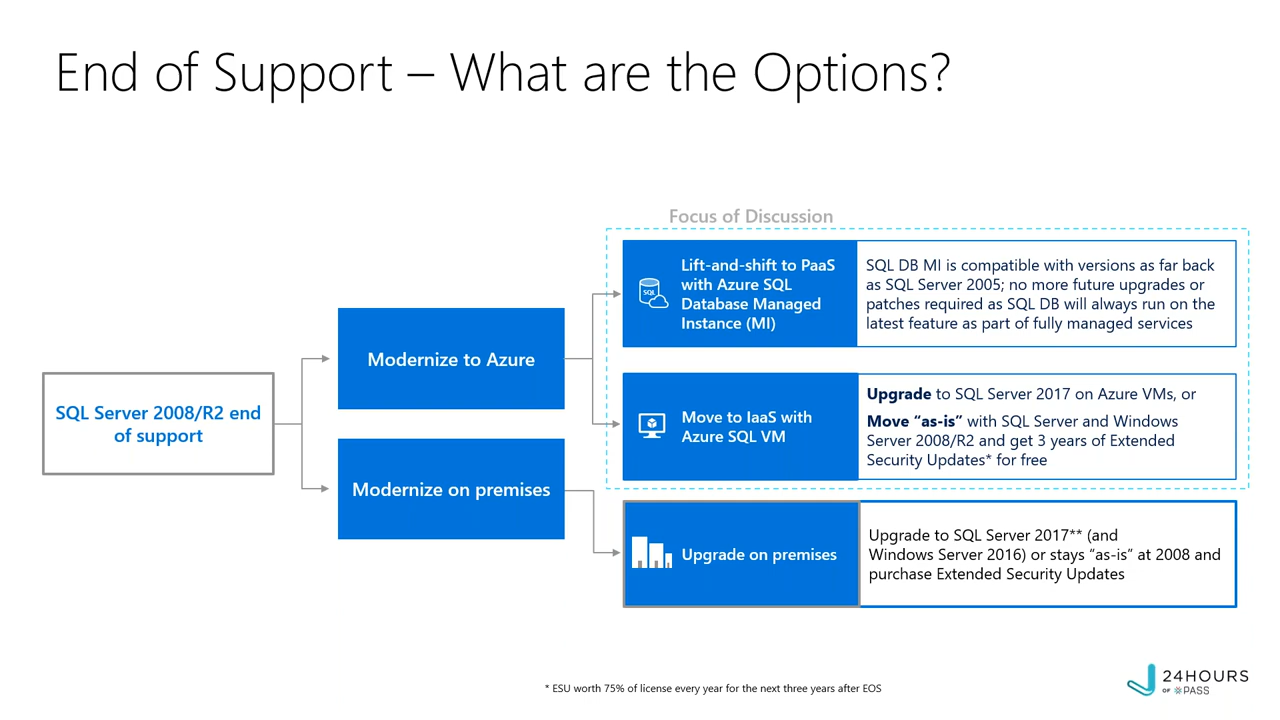 End of Support – What are the Options?
Focus of Discussion
SQL Server 2008/R2 end
of support
Modernize to Azure
Modernize on premises
SQL
Lift-and-shift to PaaS
with Azure SQL
Database Managed
Instance (MI)
SQL DB MI is compatible with versions as far back
as SQL Server 2005; no more future upgrades or
patches required as SQL DB will always run on the
latest feature as part of fully managed services
Move to IaaS with
Azure SQL VM
Upgrade to SQL Server 2017 on Azure VMs, or
Move “as-is” with SQL Server and Windows
Server 2008/R2 and get 3 years of Extended
Security Updates* for free
Upgrade on premises
Upgrade to SQL Server 2017** (and
Windows Server 2016) or stays “as-is” at 2008 and
purchase Extended Security Updates
* ESU worth 75% of license every year for the next three years after EOS
24HOURS
OF PASS